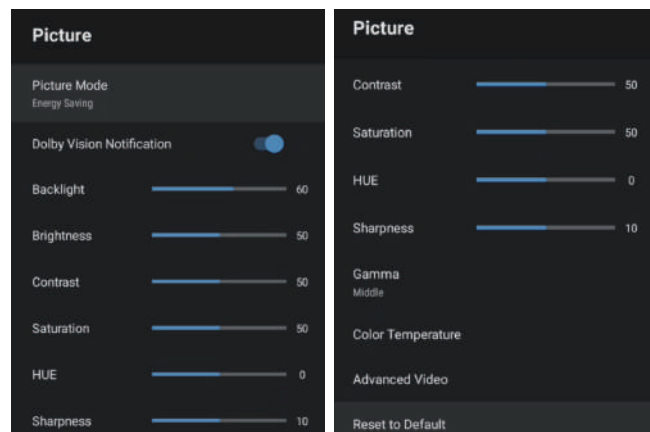 Picture
Picture Mode
Energy Saving
Dolby Vision Notification
Backlight 60
Brightness 50
Contrast 50
Saturation 50
HUE 0
Sharpness 10
Picture
Contrast 50
Saturation 50
HUE 0
Sharpness 10
Gamma
Middle
Color Temperature
Advanced Video
Reset to Default